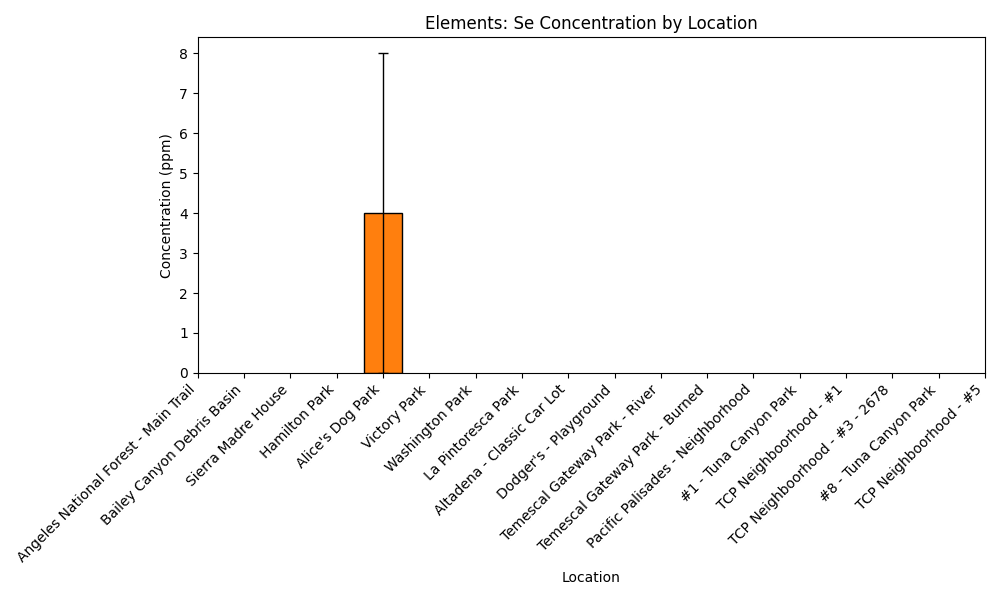 Elements: Se Concentration by Location
Concentration (ppm)
8
7
6
5
4
3
2
1
0
Angeles National Forest - Main Trail
Bailey Canyon Debris Basin
Sierra Madre House
Hamilton Park
Alice's Dog Park
Victory Park
Washington Park
La Pintoresca Park
Altadena - Classic Car Lot
Dodger's - Playground
Temescal Gateway Park - River
Temescal Gateway Park - Burned
Pacific Palisades - Neighborhood
#1 - Tuna Canyon Park
TCP Neighboorhood - #1
TCP Neighboorhood - #3 - 2678
#8 - Tuna Canyon Park
TCP Neighboorhood - #5
Location